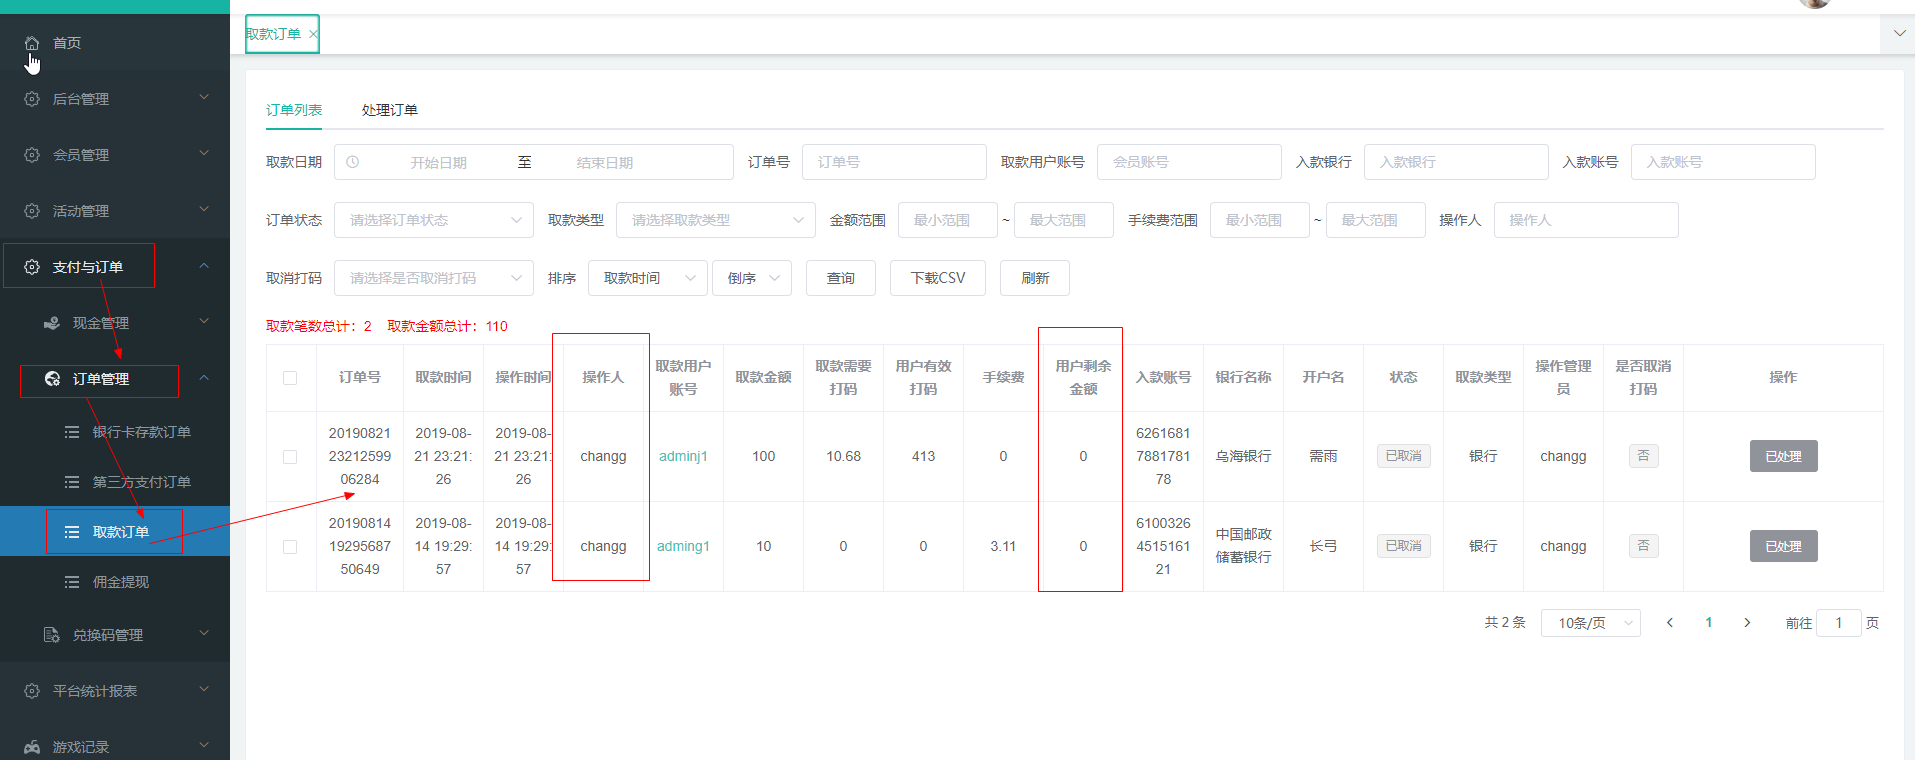 首页
后台管理
会员管理
活动管理
支付与订单
现金管理
订单管理
银行卡存款订单
第三方支付订单
取款订单
佣金提现
兑换码管理
平台统计报表
游戏记录
取款订单
订单列表 处理订单
取款日期 开始日期 至 结束日期 订单号 订单号 取款用户账号 会员账号 入款银行 入款银行 入款账号 入款账号
订单状态 请选择订单状态 取款类型 请选择取款类型 金额范围 最小范围 ~ 最大范围 手续费范围 最小范围 ~ 最大范围 操作人 操作人
取消打码 请选择是否取消打码 排序 取款时间 倒序 查询 下载CSV 刷新
取款笔数总计：2 取款金额总计：110
订单号 取款时间 操作时间 操作人 取款用户账号 取款金额 取款需要打码 用户有效打码 手续费 用户剩余金额 入款账号 银行名称 开户名 状态 取款类型 操作管理员 是否取消打码 操作
201908212321259906284 2019-08-21 23:21:26 2019-08-21 23:21:26 changg adminj1 100 10.68 413 0 0 6261681788178178 乌海银行 需雨 已取消 银行 changg 否 已处理
201908141929568750649 2019-08-14 19:29:57 2019-08-14 19:29:57 changg adming1 10 0 0 3.11 0 6100326451516121 中国邮政储蓄银行 长弓 已取消 银行 changg 否 已处理
共 2 条 10条/页 1 前往 1 页